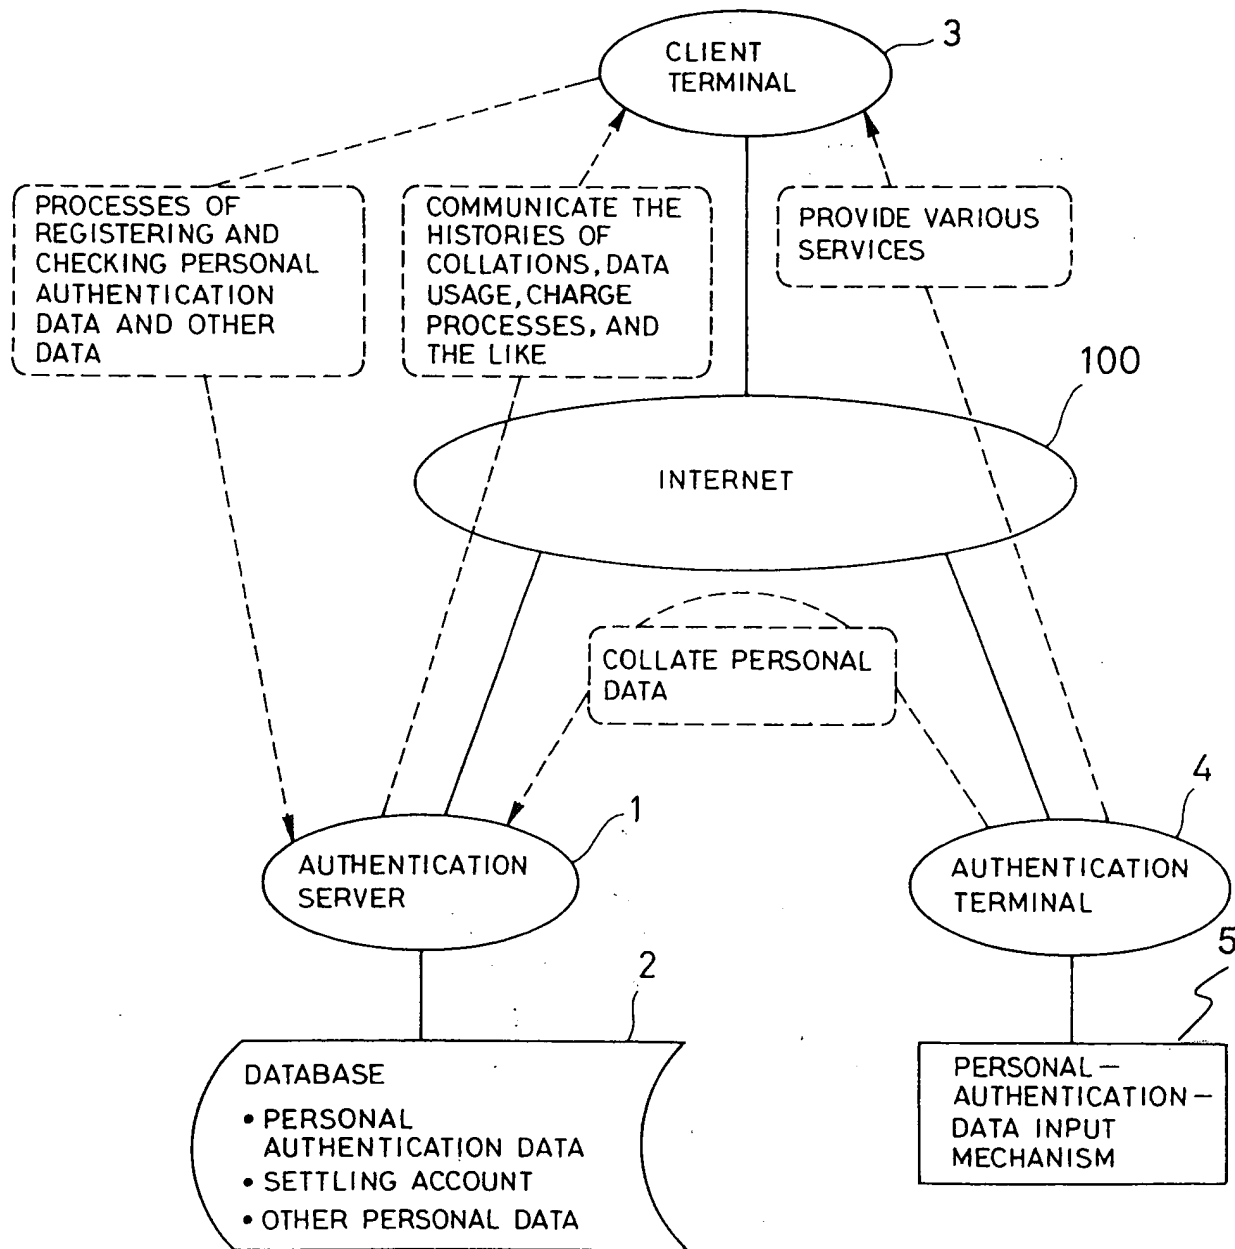 3
CLIENT
TERMINAL
PROCESSES OF
REGISTERING AND
CHECKING PERSONAL
AUTHENTICATION
DATA AND OTHER
DATA
COMMUNICATE THE
HISTORIES OF
COLLATIONS, DATA
USAGE, CHARGE
PROCESSES, AND
THE LIKE
PROVIDE VARIOUS
SERVICES
100
INTERNET
COLLATE PERSONAL
DATA
1
AUTHENTICATION
SERVER
4
AUTHENTICATION
TERMINAL
2
DATABASE
• PERSONAL
AUTHENTICATION DATA
• SETTLING ACCOUNT
• OTHER PERSONAL DATA
5
PERSONAL—
AUTHENTICATION—
DATA INPUT
MECHANISM